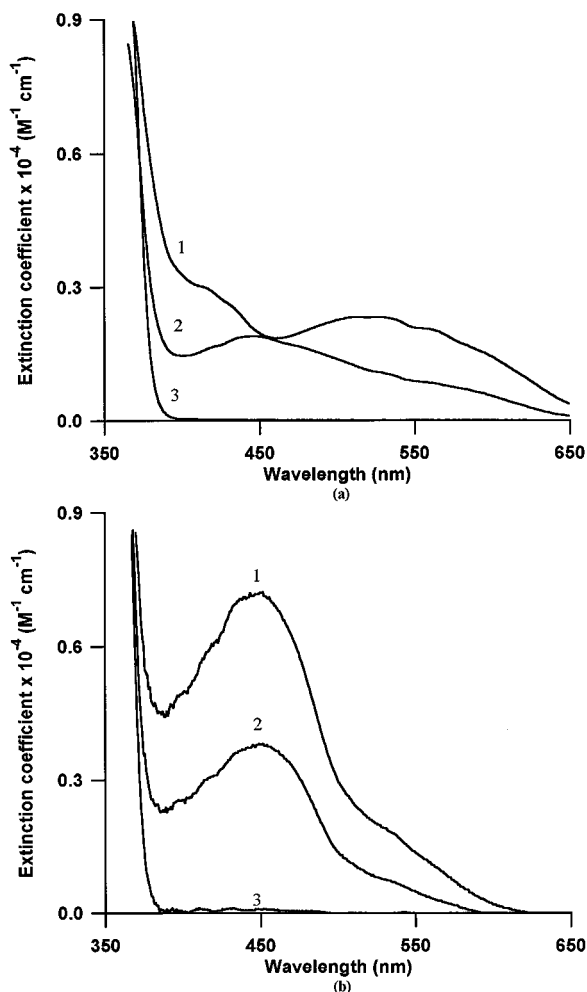 0.9
0.6
0.3
0.0
Extinction coefficient x 10⁻⁴ (M⁻¹ cm⁻¹)
1
2
3
350 450 550 650
Wavelength (nm)
(a)
0.9
0.6
0.3
0.0
Extinction coefficient x 10⁻⁴ (M⁻¹ cm⁻¹)
1
2
3
350 450 550 650
Wavelength (nm)
(b)